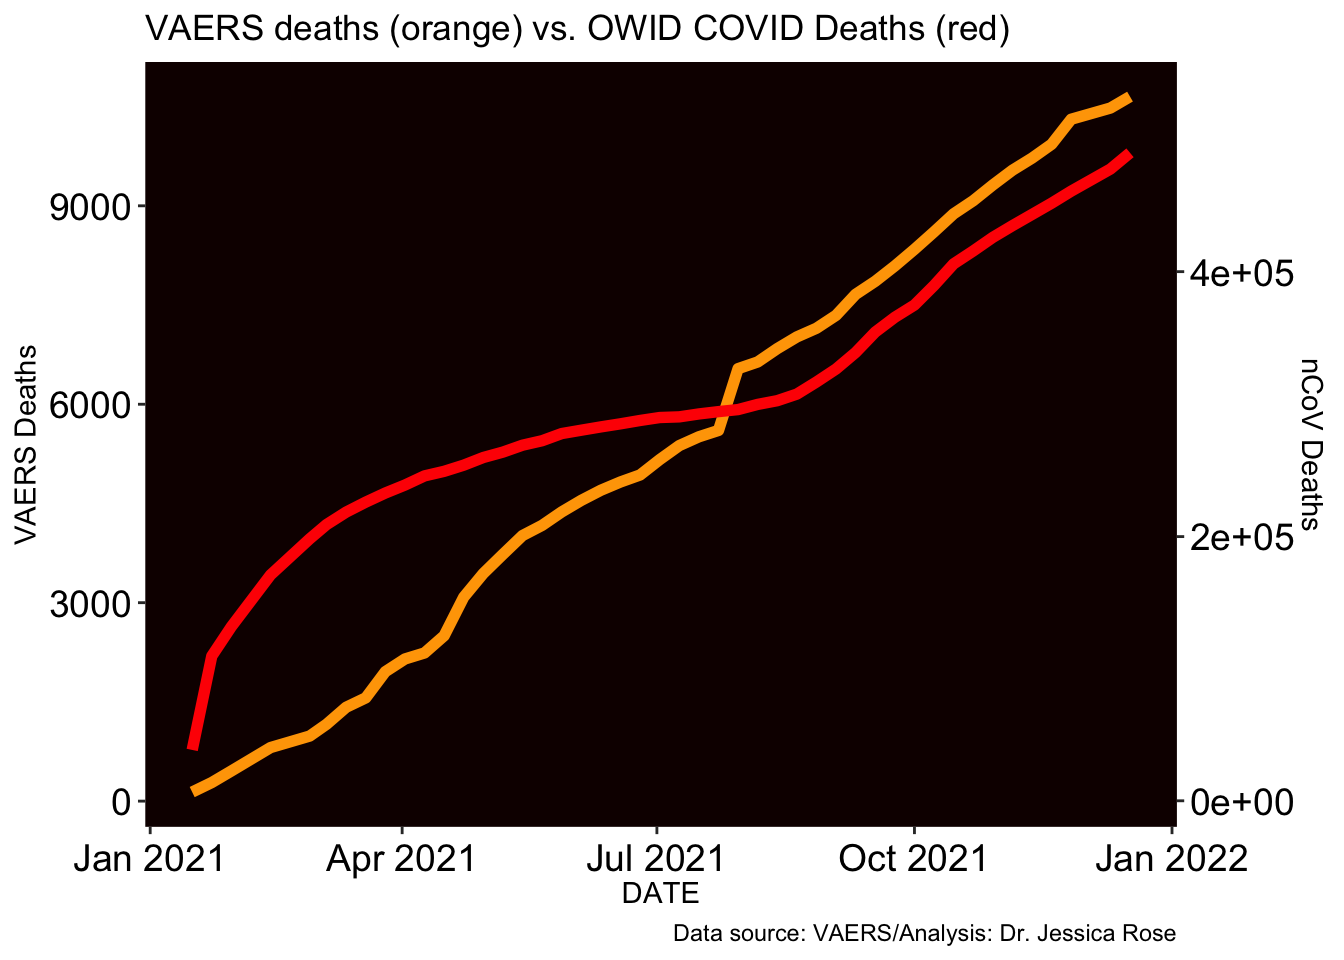 VAERS deaths (orange) vs. OWID COVID Deaths (red)
VAERS Deaths
9000
6000
3000
0
4e+05
2e+05
0e+00
nCoV Deaths
Jan 2021 Apr 2021 Jul 2021 Oct 2021 Jan 2022
DATE
Data source: VAERS/Analysis: Dr. Jessica Rose